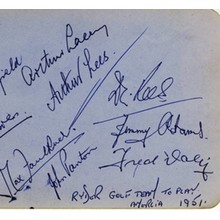 Arthur Lacey
Arthur Lees
D. Rees
Jimmy Adams.
Max Faulkner
John Panton
Fred Daly
RYDER GOLF TEAM TO PLAY
AMERICA 1951.